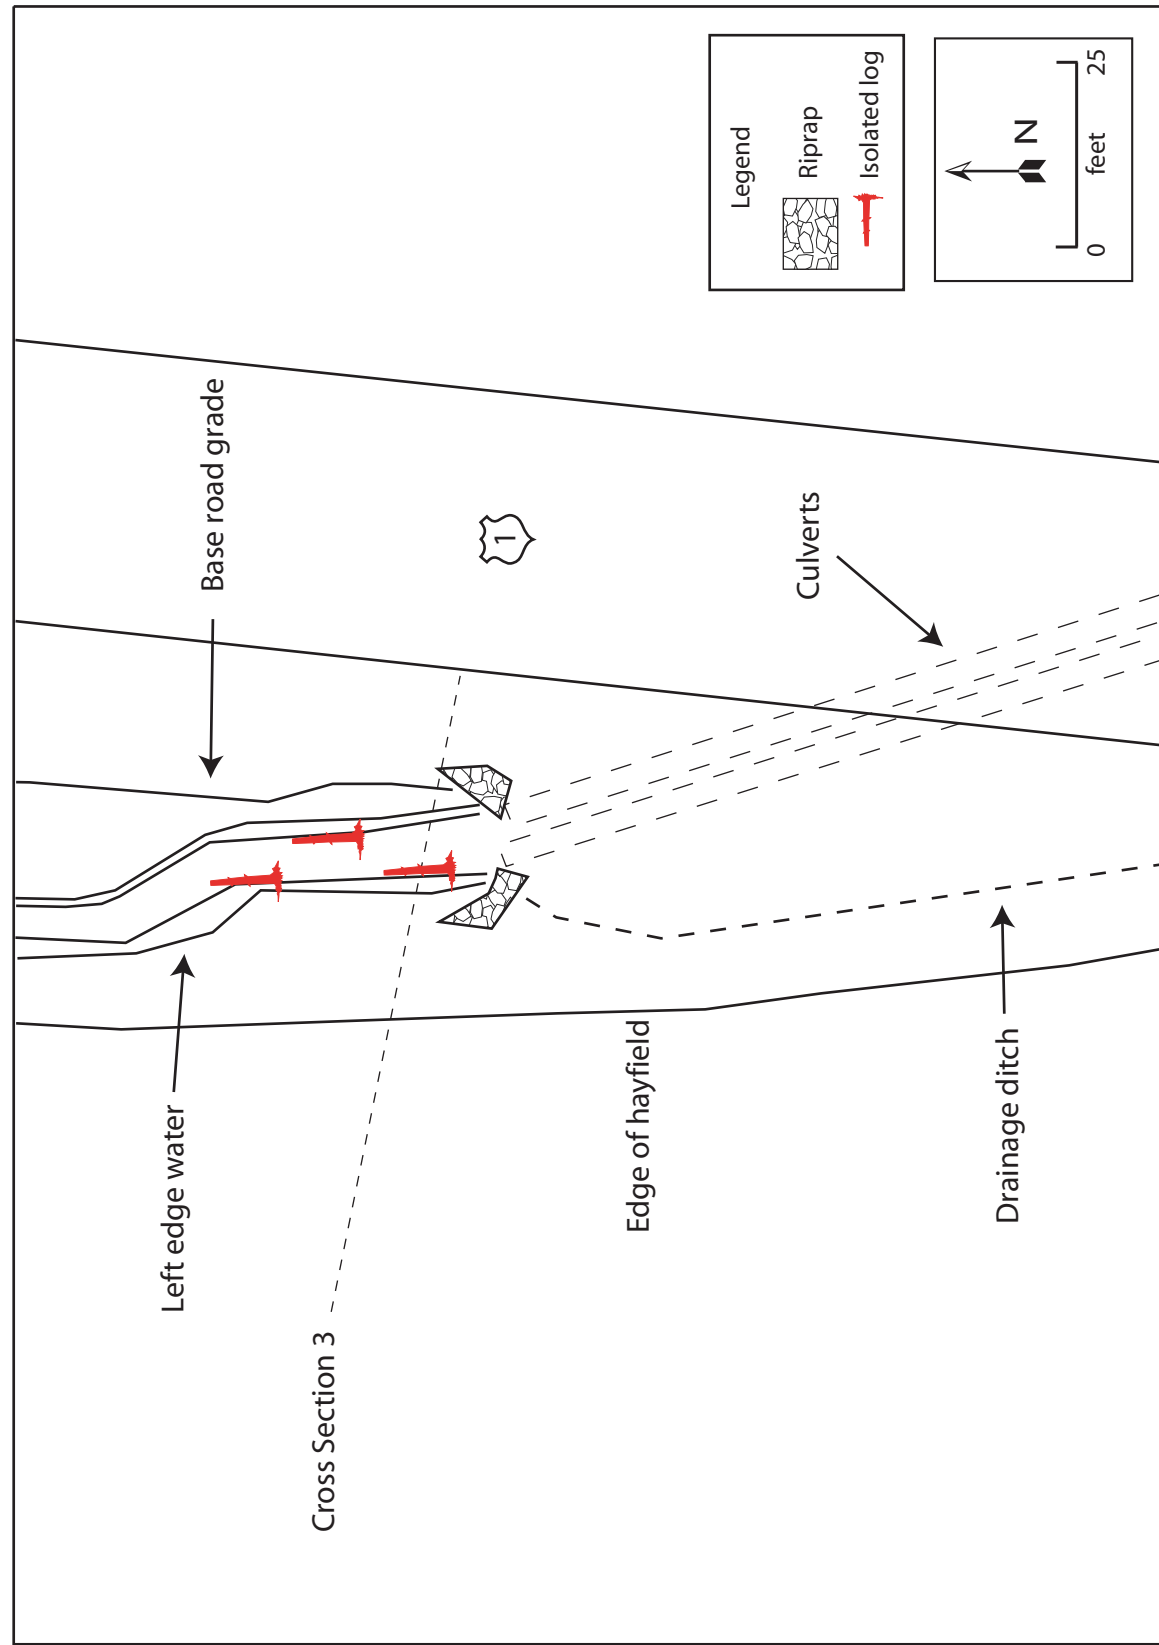 Left edge water
Base road grade
Cross Section 3
1
Edge of hayfield
Culverts
Drainage ditch
Legend
Riprap
Isolated log
N
0
feet
25